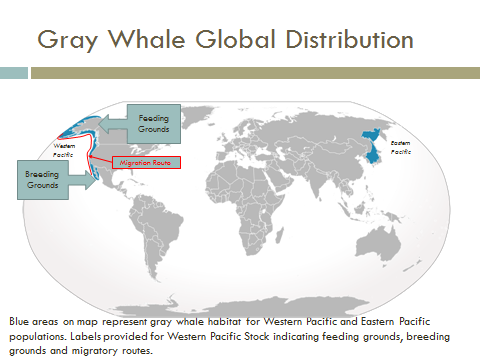 Gray Whale Global Distribution
Feeding
Grounds
Western
Pacific
Eastern
Pacific
Migration Route
Breeding
Grounds
Blue areas on map represent gray whale habitat for Western Pacific and Eastern Pacific
populations. Labels provided for Western Pacific Stock indicating feeding grounds, breeding
grounds and migratory routes.